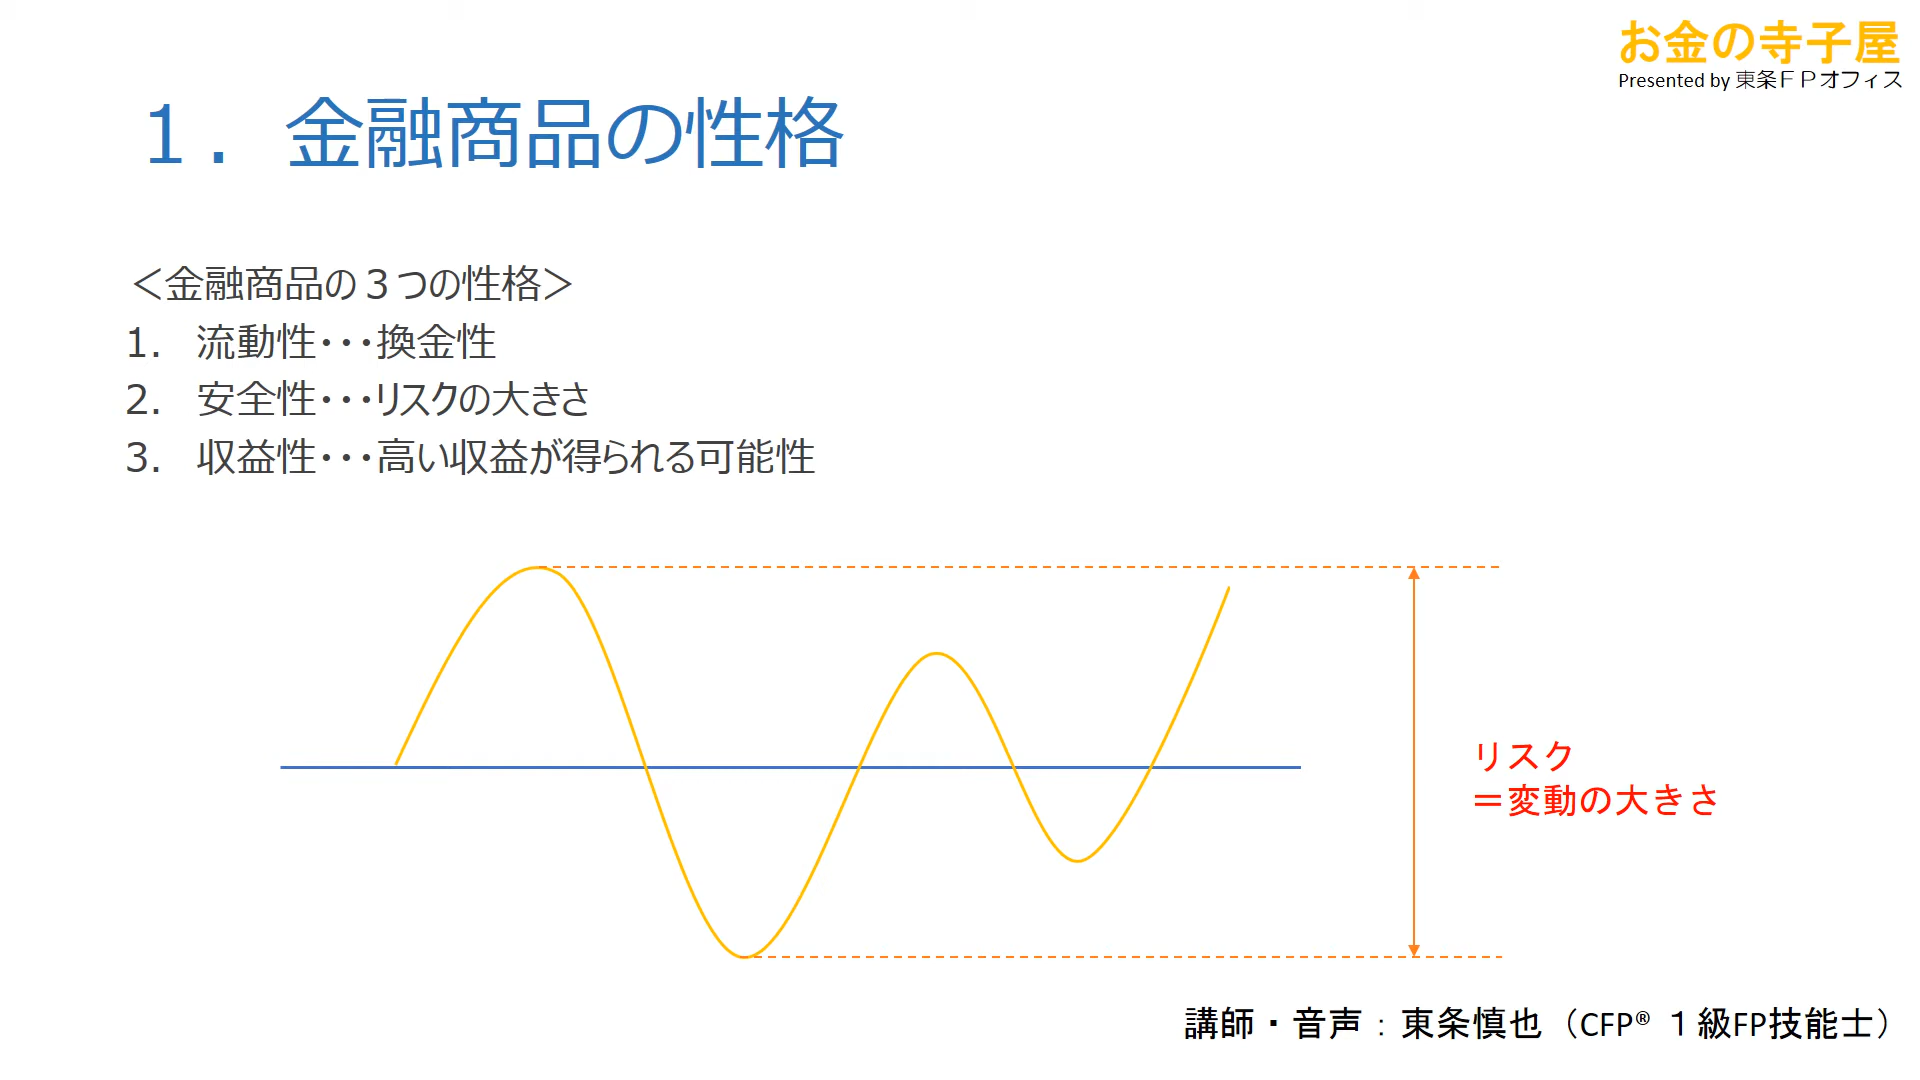 お金の寺子屋
Presented by 東条ＦＰオフィス
１． 金融商品の性格
＜金融商品の３つの性格＞
1. 流動性･･･換金性
2. 安全性･･･リスクの大きさ
3. 収益性･･･高い収益が得られる可能性
リスク
＝変動の大きさ
講師・音声：東条慎也（CFP® １級FP技能士）